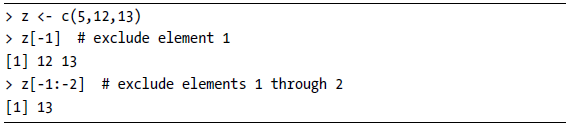 > z <- c(5,12,13)
> z[-1]  # exclude element 1
[1] 12 13
> z[-1:-2]  # exclude elements 1 through 2
[1] 13